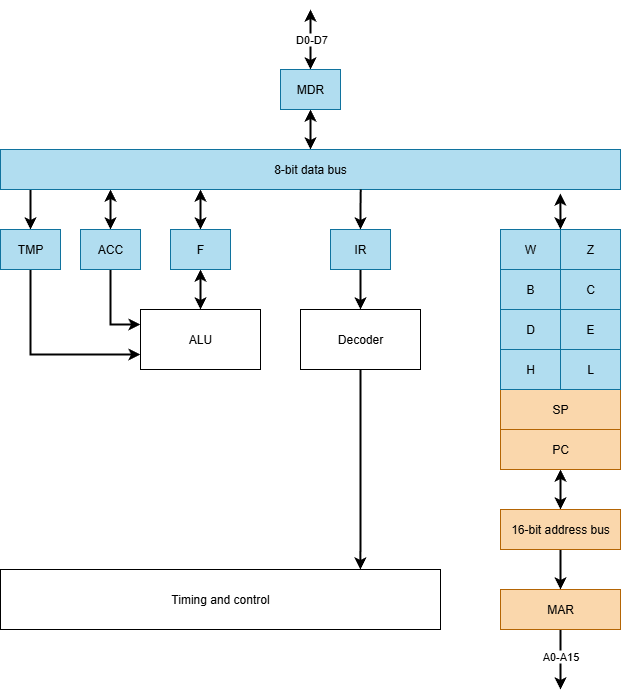 D0-D7
MDR
8-bit data bus
TMP
ACC
F
IR
W
Z
B
C
ALU
Decoder
D
E
H
L
SP
PC
16-bit address bus
Timing and control
MAR
A0-A15